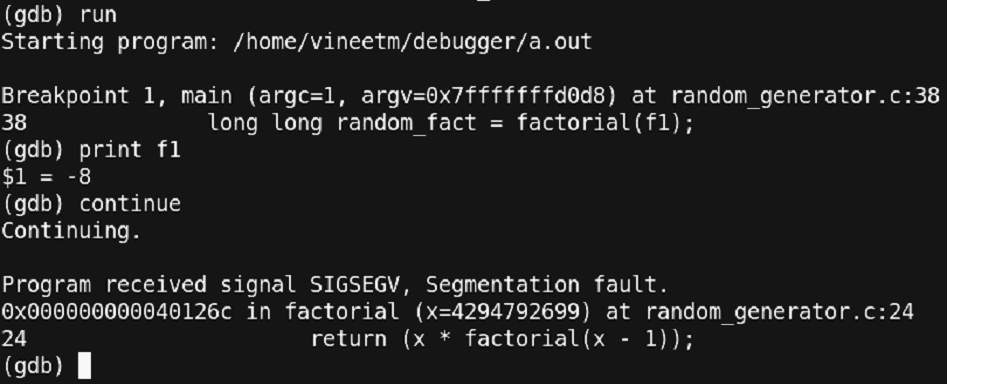 (gdb) run
Starting program: /home/vineetm/debugger/a.out
Breakpoint 1, main (argc=1, argv=0x7fffffffd0d8) at random_generator.c:38
38 long long random_fact = factorial(f1);
(gdb) print f1
$1 = -8
(gdb) continue
Continuing.
Program received signal SIGSEGV, Segmentation fault.
0x000000000040126c in factorial (x=4294792699) at random_generator.c:24
24 return (x * factorial(x - 1));
(gdb)